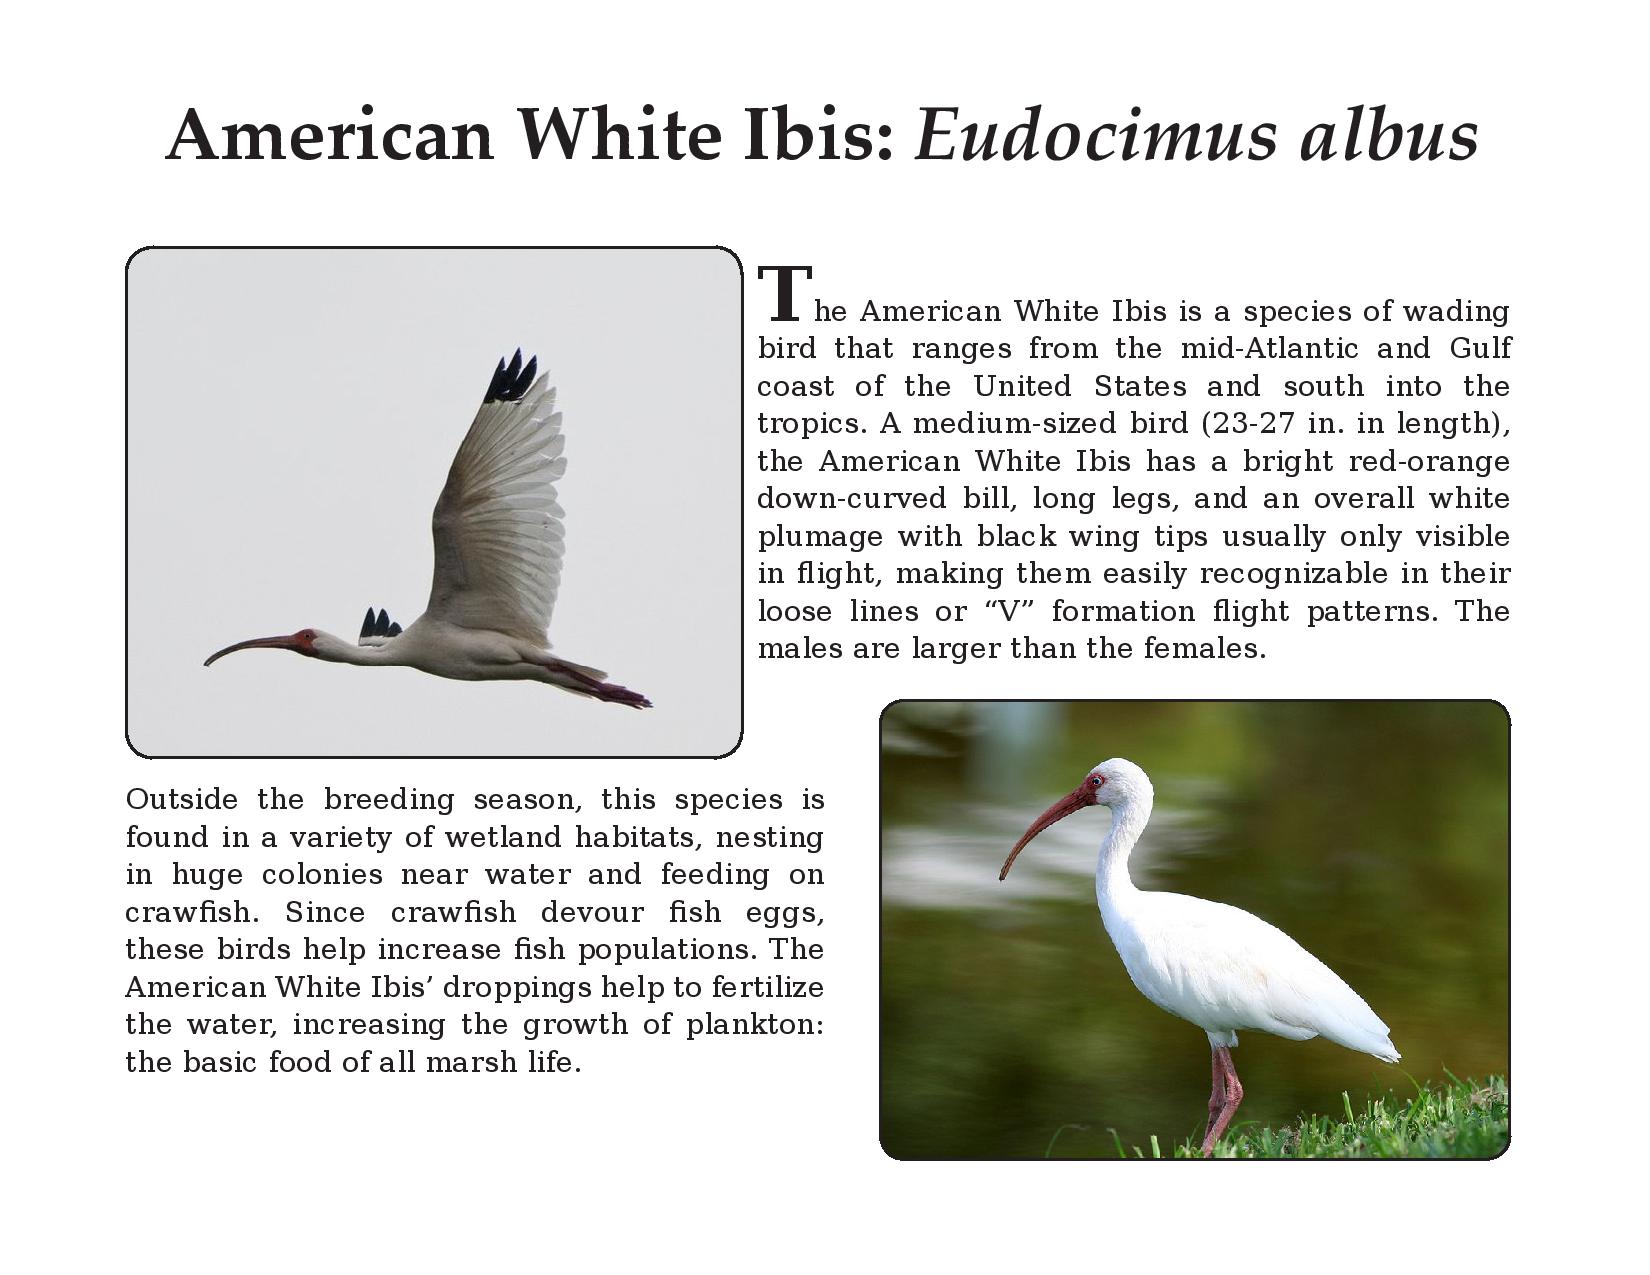 American White Ibis: Eudocimus albus
The American White Ibis is a species of wading
bird that ranges from the mid-Atlantic and Gulf
coast of the United States and south into the
tropics. A medium-sized bird (23-27 in. in length),
the American White Ibis has a bright red-orange
down-curved bill, long legs, and an overall white
plumage with black wing tips usually only visible
in flight, making them easily recognizable in their
loose lines or “V” formation flight patterns. The
males are larger than the females.
Outside the breeding season, this species is
found in a variety of wetland habitats, nesting
in huge colonies near water and feeding on
crawfish. Since crawfish devour fish eggs,
these birds help increase fish populations. The
American White Ibis’ droppings help to fertilize
the water, increasing the growth of plankton:
the basic food of all marsh life.